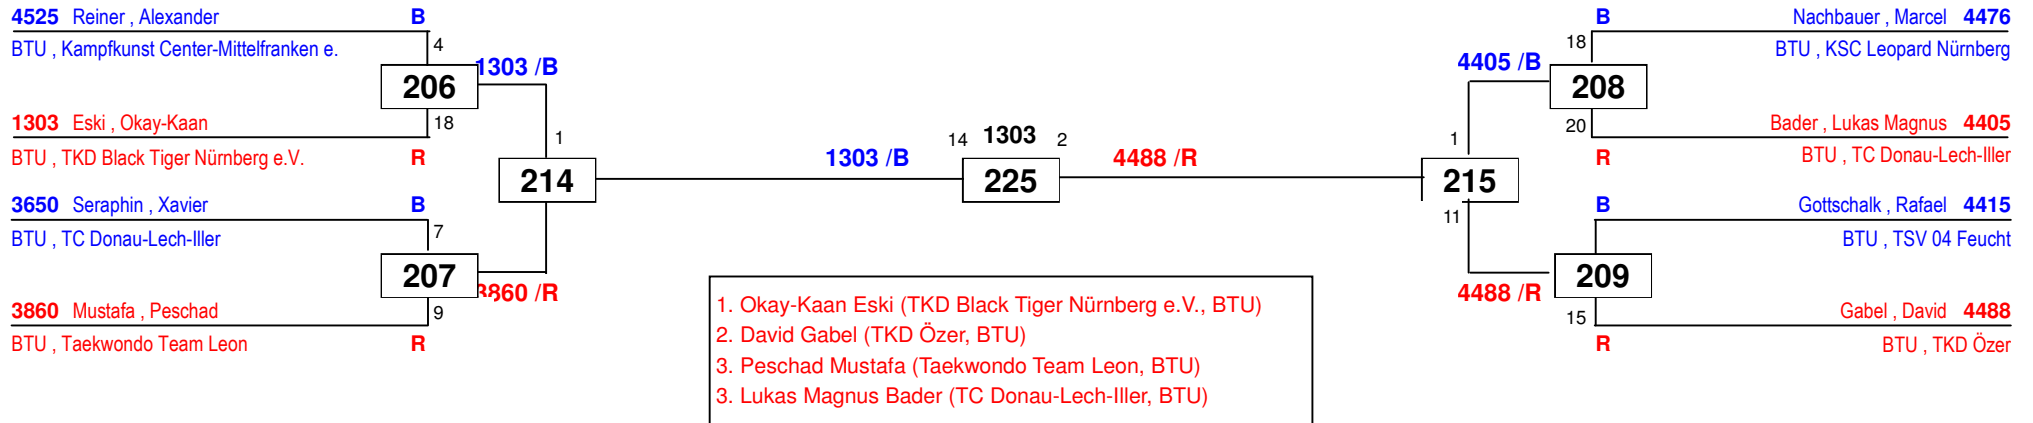 4525 Reiner , Alexander B
4
BTU , Kampfkunst Center-Mittelfranken e.
1303 /B
206
18
1303 Eski , Okay-Kaan
BTU , TKD Black Tiger Nürnberg e.V. R
1
214
3650 Seraphin , Xavier B
7
BTU , TC Donau-Lech-Iller
207
3860 /R
3860 Mustafa , Peschad
9
BTU , Taekwondo Team Leon R
14 1303 2
1303 /B
225
4488 /R
B Nachbauer , Marcel 4476
18
BTU , KSC Leopard Nürnberg
4405 /B
208
20
Bader , Lukas Magnus 4405
R BTU , TC Donau-Lech-Iller
1
215
11
B Gottschalk , Rafael 4415
BTU , TSV 04 Feucht
209
4488 /R
15
Gabel , David 4488
R BTU , TKD Özer
1. Okay-Kaan Eski (TKD Black Tiger Nürnberg e.V., BTU)
2. David Gabel (TKD Özer, BTU)
3. Peschad Mustafa (Taekwondo Team Leon, BTU)
3. Lukas Magnus Bader (TC Donau-Lech-Iller, BTU)